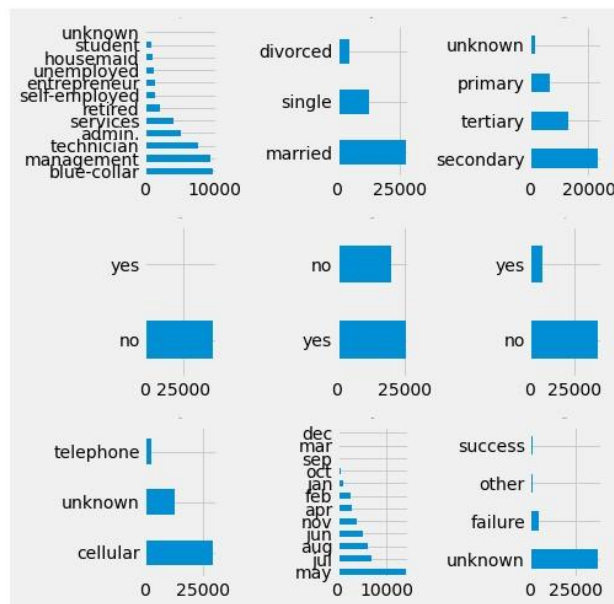 unknown
student
housemaid
unemployed
entrepreneur
self-employed
retired
services
admin.
technician
management
blue-collar
0 10000
divorced
single
married
0 25000
unknown
primary
tertiary
secondary
0 20000
yes
no
0 25000
no
yes
0 25000
yes
no
0 25000
telephone
unknown
cellular
0 25000
dec
mar
sep
oct
jan
feb
apr
nov
jun
aug
jul
may
0 10000
success
other
failure
unknown
0 25000